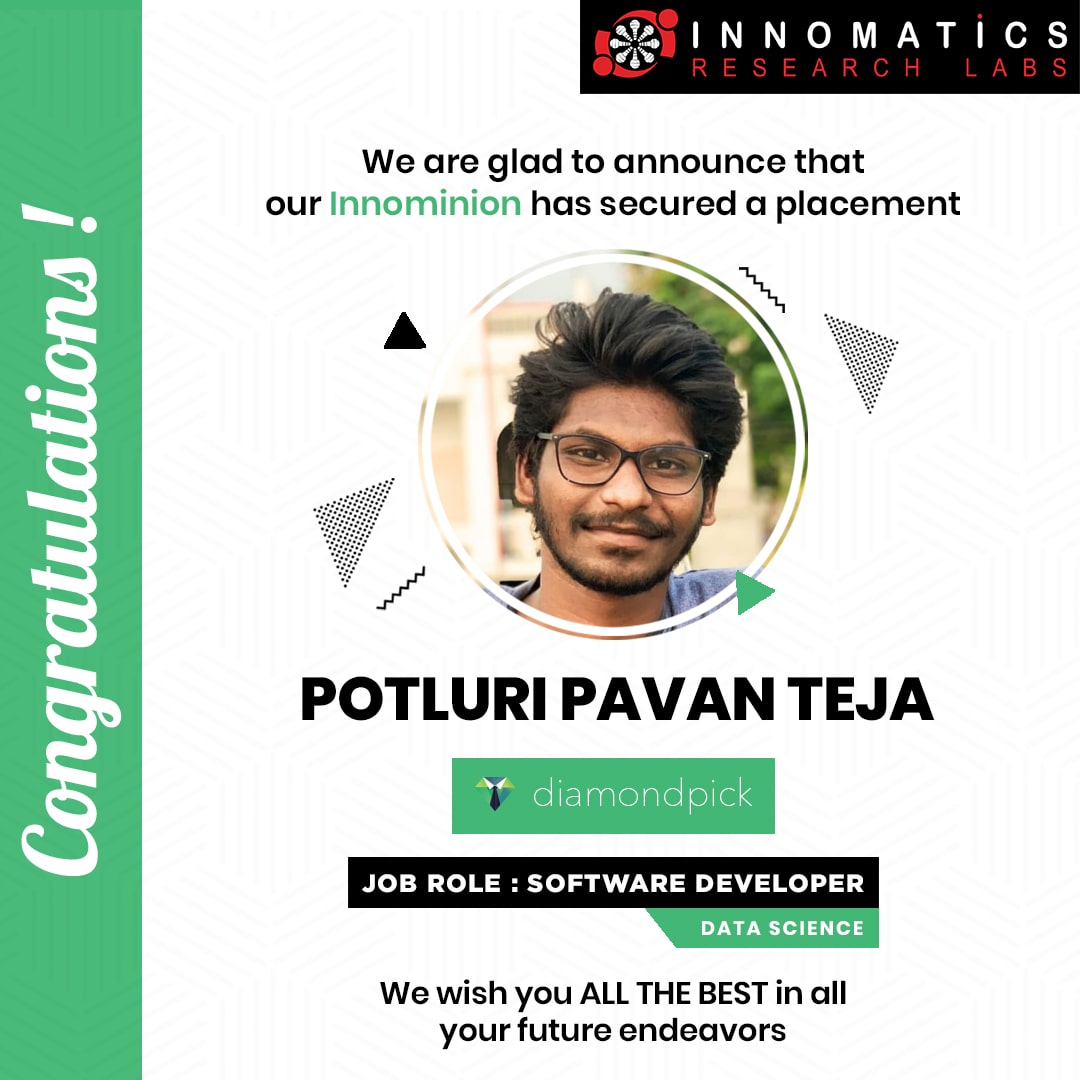 INNOMATICS
RESEARCH LABS
Congratulations !
We are glad to announce that
our Innominion has secured a placement
POTLURI PAVAN TEJA
diamondpick
JOB ROLE : SOFTWARE DEVELOPER
DATA SCIENCE
We wish you ALL THE BEST in all
your future endeavors